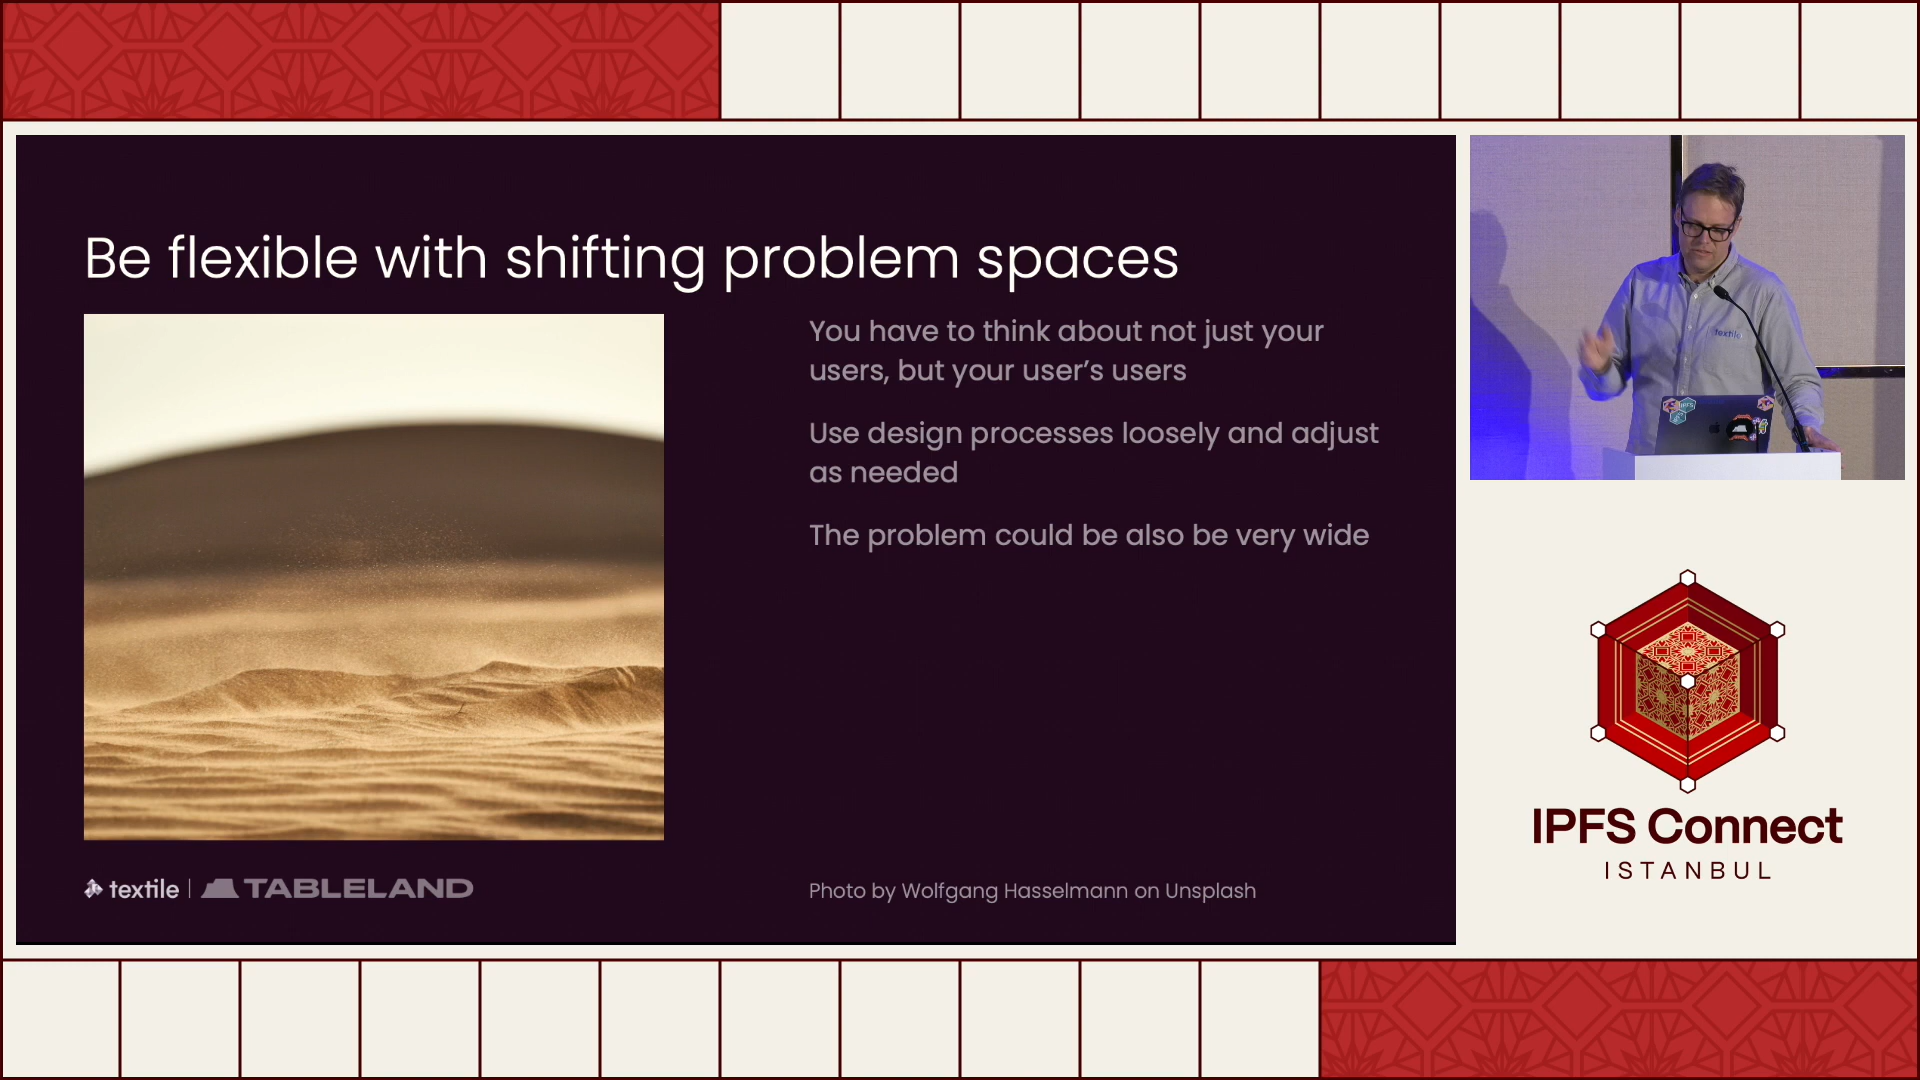 Be flexible with shifting problem spaces
You have to think about not just your
users, but your user’s users
Use design processes loosely and adjust
as needed
The problem could be also be very wide
textile | TABLELAND
Photo by Wolfgang Hasselmann on Unsplash
textile
IPFS
IPFS Connect
ISTANBUL